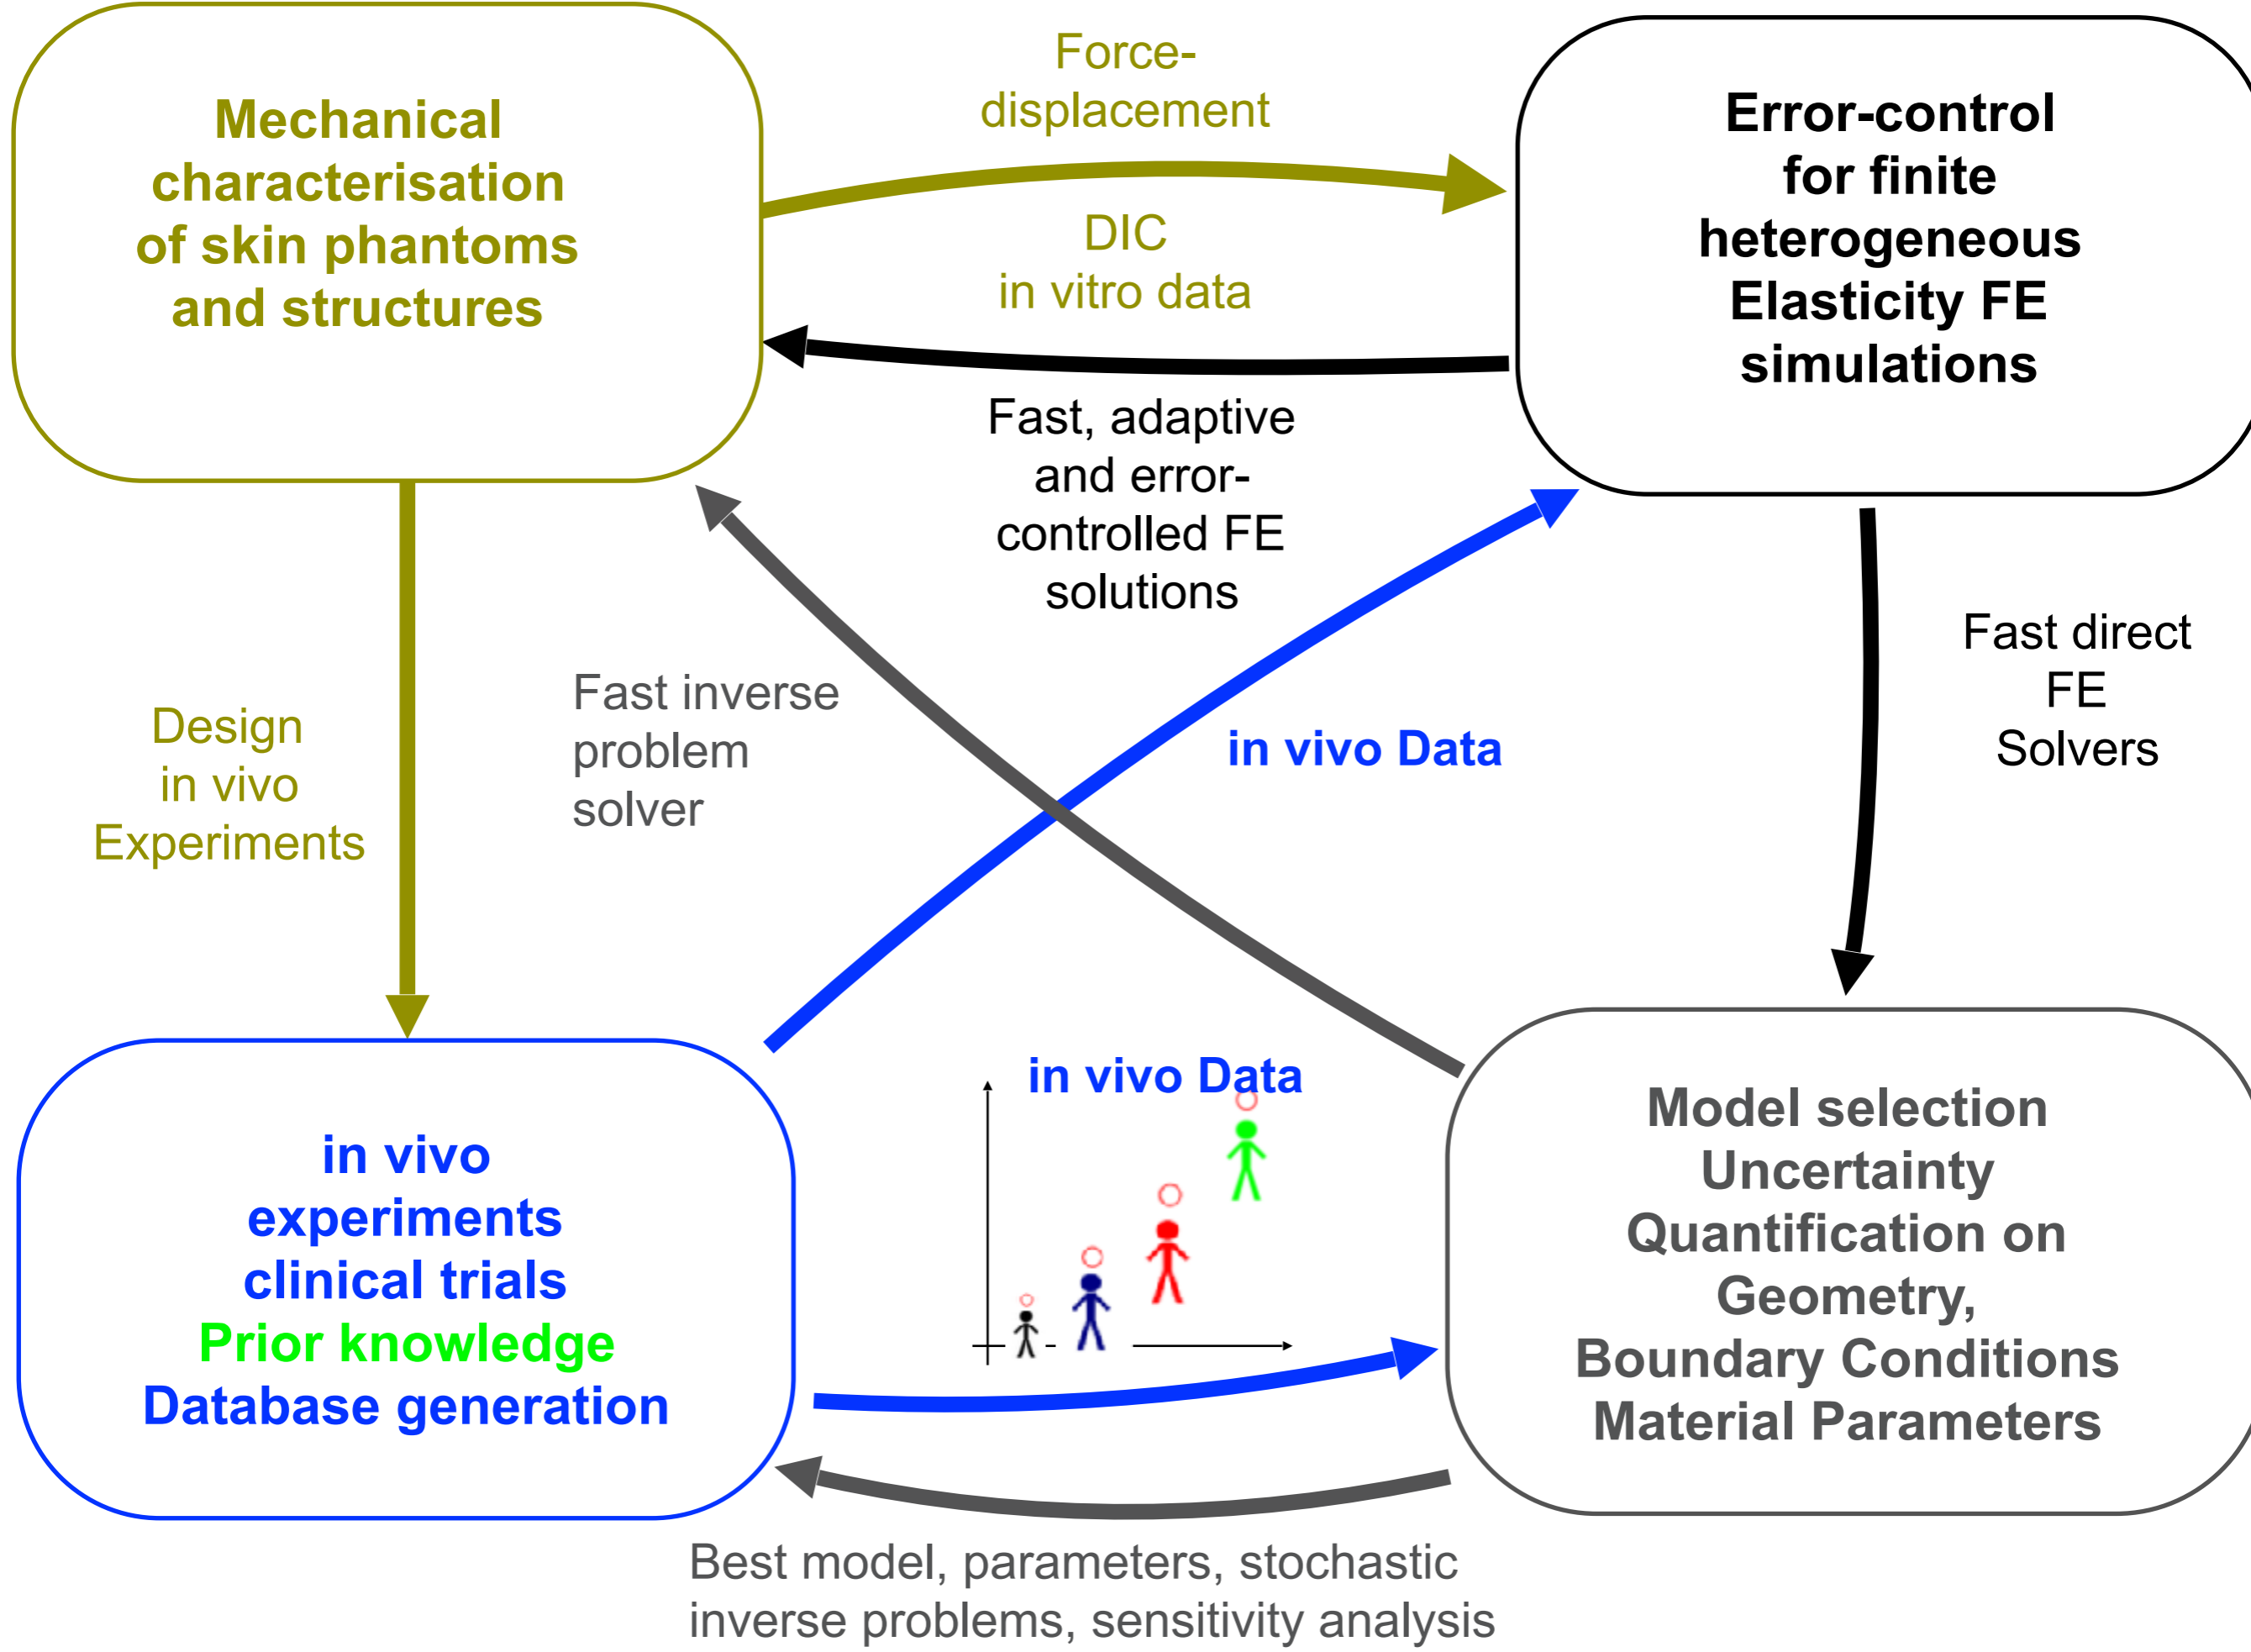 Mechanical
characterisation
of skin phantoms
and structures
Force-
displacement
DIC
in vitro data
Error-control
for finite
heterogeneous
Elasticity FE
simulations
Fast, adaptive
and error-
controlled FE
solutions
Design
in vivo
Experiments
Fast inverse
problem
solver
in vivo Data
Fast direct
FE
Solvers
in vivo
experiments
clinical trials
Prior knowledge
Database generation
in vivo Data
Model selection
Uncertainty
Quantification on
Geometry,
Boundary Conditions
Material Parameters
Best model, parameters, stochastic
inverse problems, sensitivity analysis